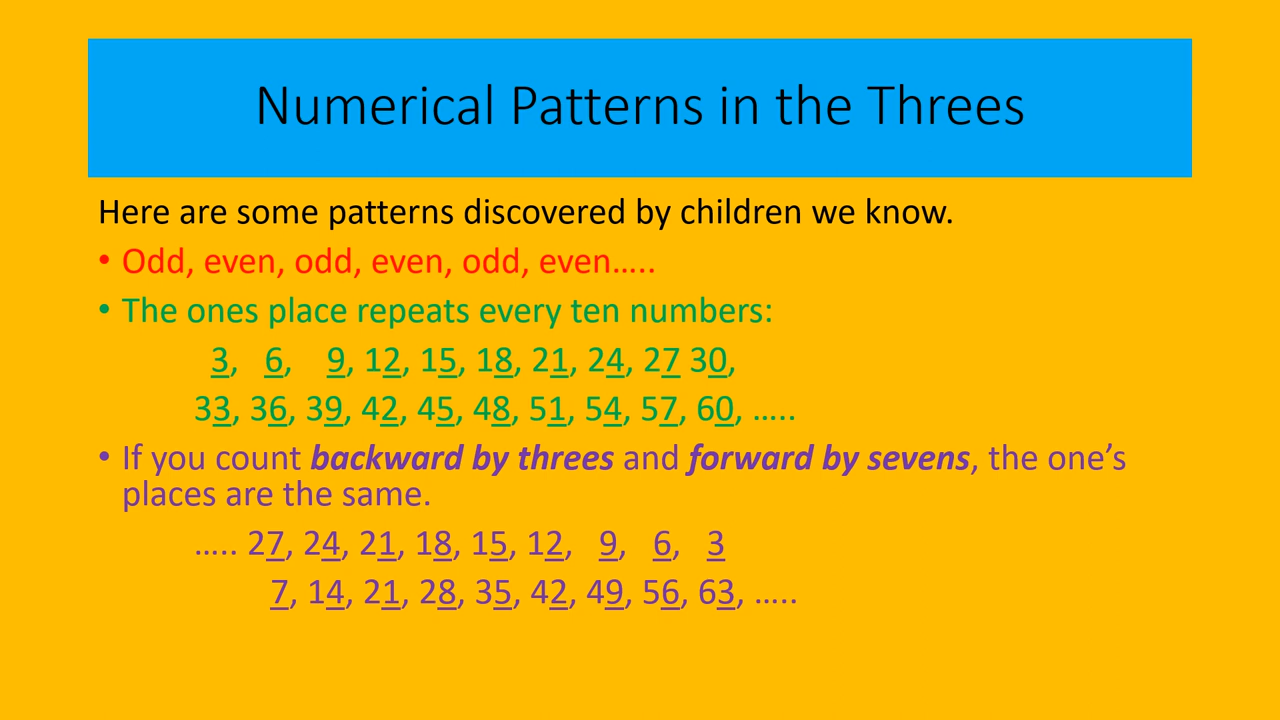 Numerical Patterns in the Threes
Here are some patterns discovered by children we know.
• Odd, even, odd, even, odd, even…..
• The ones place repeats every ten numbers:
3, 6, 9, 12, 15, 18, 21, 24, 27 30,
33, 36, 39, 42, 45, 48, 51, 54, 57, 60, …..
• If you count backward by threes and forward by sevens, the one’s
places are the same.
….. 27, 24, 21, 18, 15, 12, 9, 6, 3
7, 14, 21, 28, 35, 42, 49, 56, 63, …..